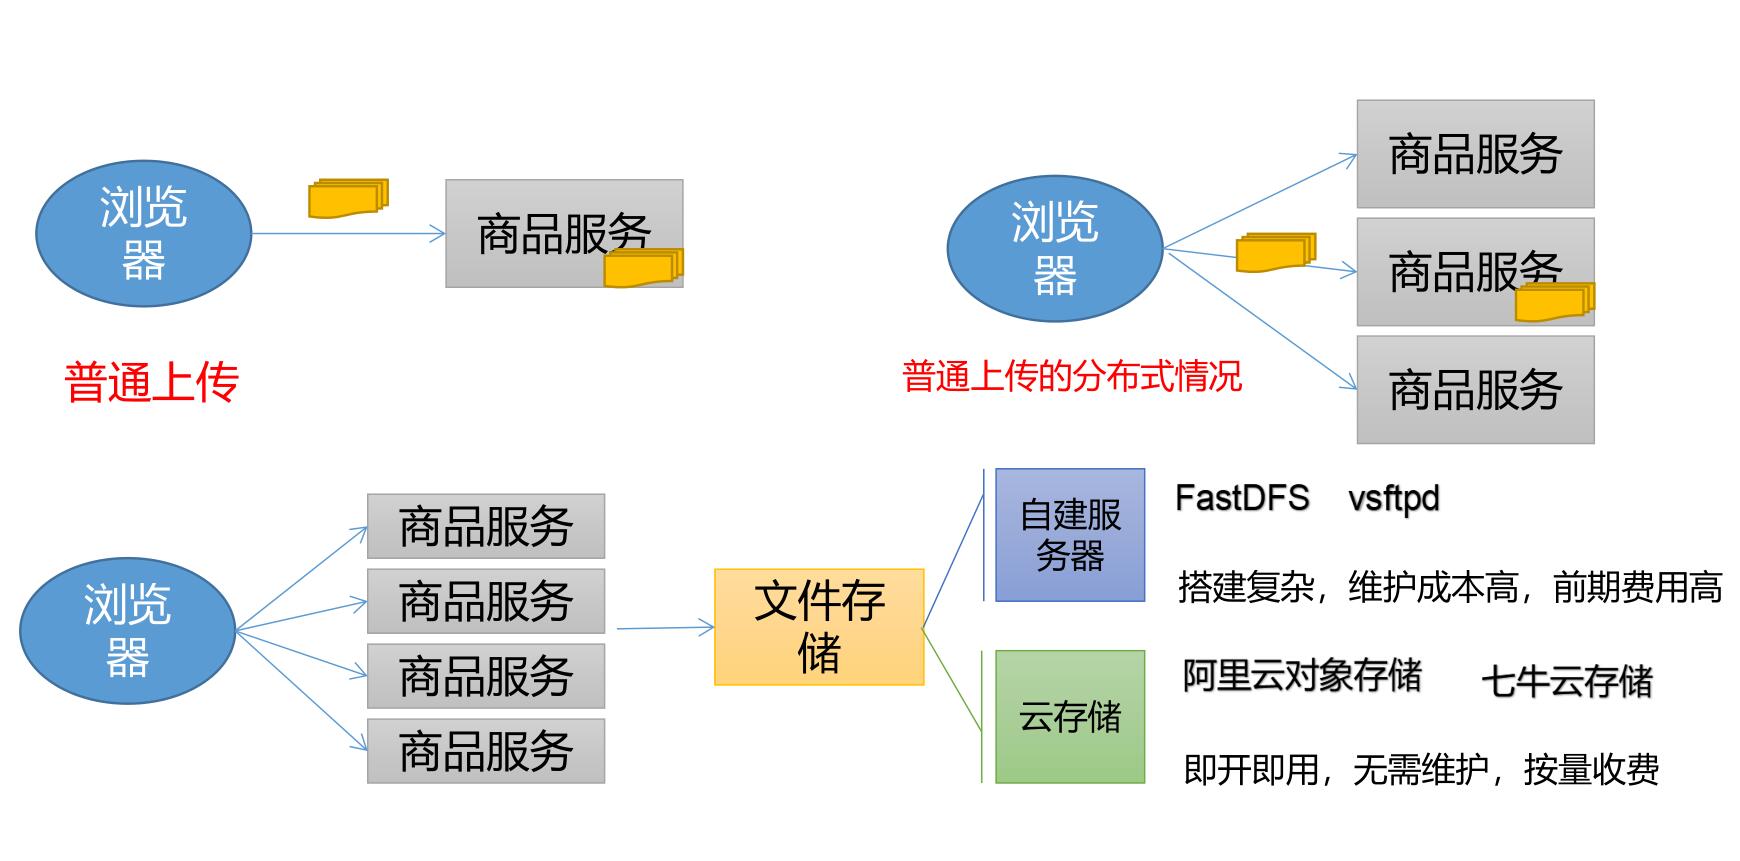 浏览
器
商品服务
普通上传
浏览
器
商品服务
商品服务
商品服务
普通上传的分布式情况
浏览
器
商品服务
商品服务
商品服务
商品服务
文件存
储
自建服
务器
FastDFS vsftpd
搭建复杂，维护成本高，前期费用高
云存储
阿里云对象存储 七牛云存储
即开即用，无需维护，按量收费